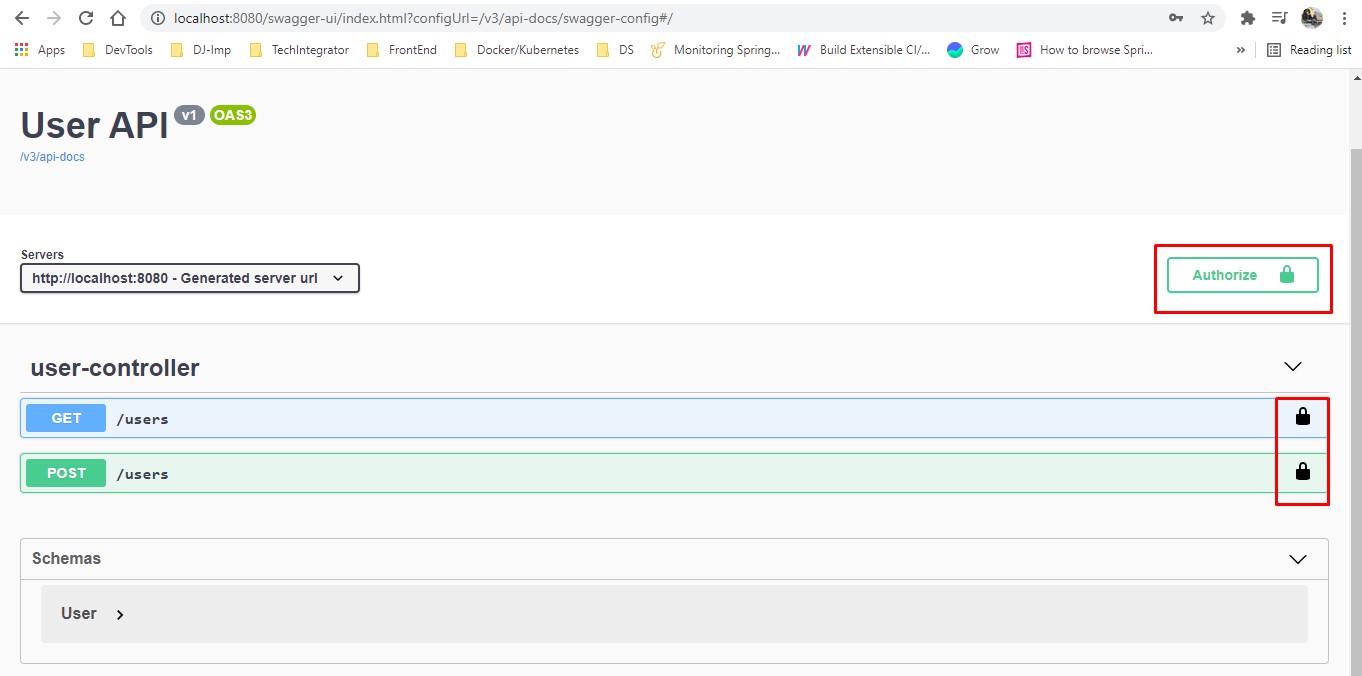 localhost:8080/swagger-ui/index.html?configUrl=/v3/api-docs/swagger-config#/
Apps DevTools DJ-Imp TechIntegrator FrontEnd Docker/Kubernetes DS Monitoring Spring... Build Extensible CI/... Grow How to browse Spri... » Reading list
User API v1 OAS3
/v3/api-docs
Servers
http://localhost:8080 - Generated server url
Authorize
user-controller
GET /users
POST /users
Schemas
User